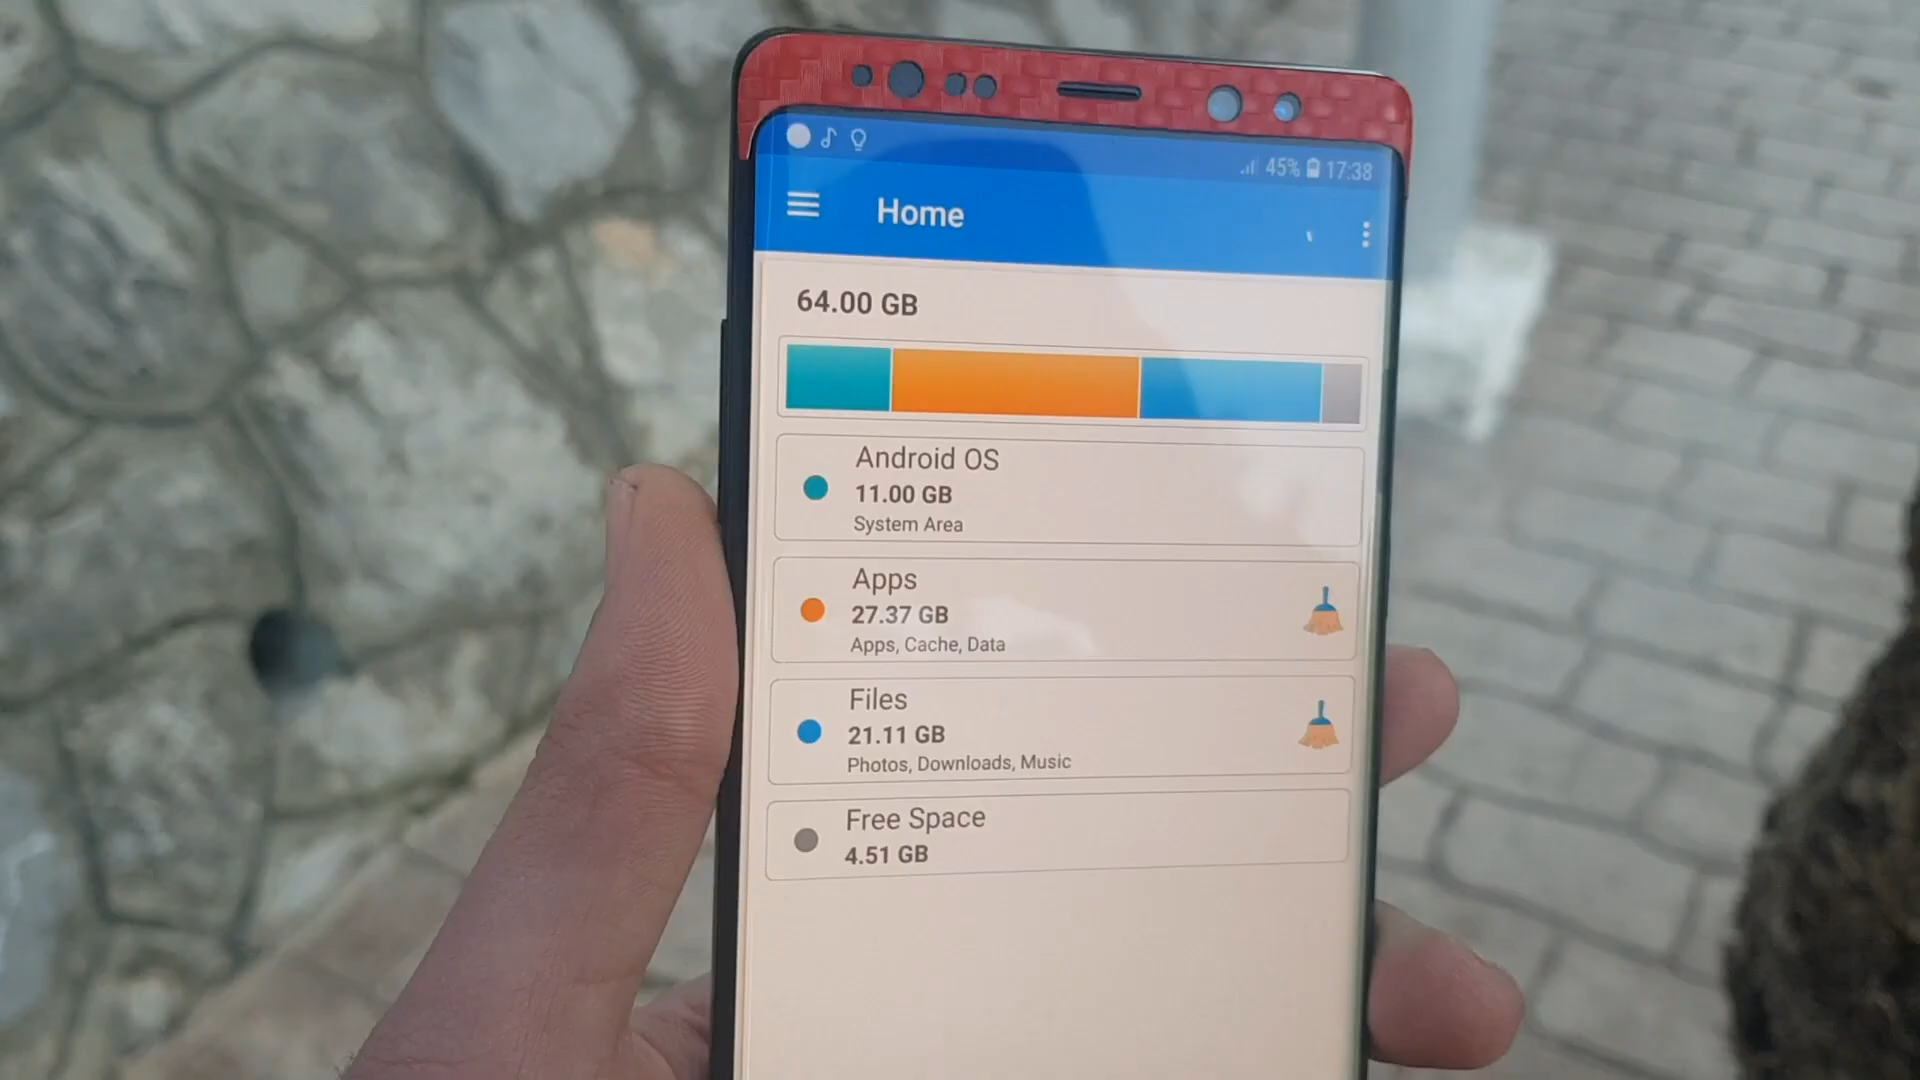 45% 17:38
Home
64.00 GB
Android OS
11.00 GB
System Area
Apps
27.37 GB
Apps, Cache, Data
Files
21.11 GB
Photos, Downloads, Music
Free Space
4.51 GB